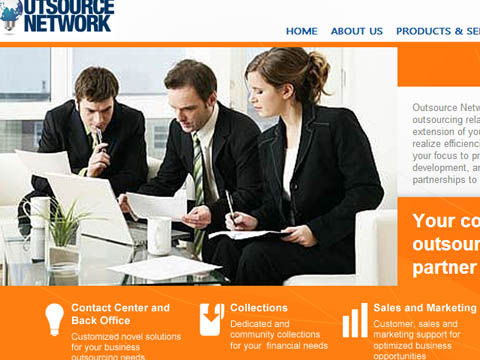 OUTSOURCE
NETWORK
HOME ABOUT US PRODUCTS & SE
Outsource Netw
outsourcing rela
extension of you
realize efficienci
your focus to pr
development, an
partnerships to
Your co
outsour
partner
Contact Center and
Back Office
Customized novel solutions
for your business
outsourcing needs
Collections
Dedicated and
community collections
for your financial needs
Sales and Marketing
Customer, sales and
marketing support for
optimized business
opportunities